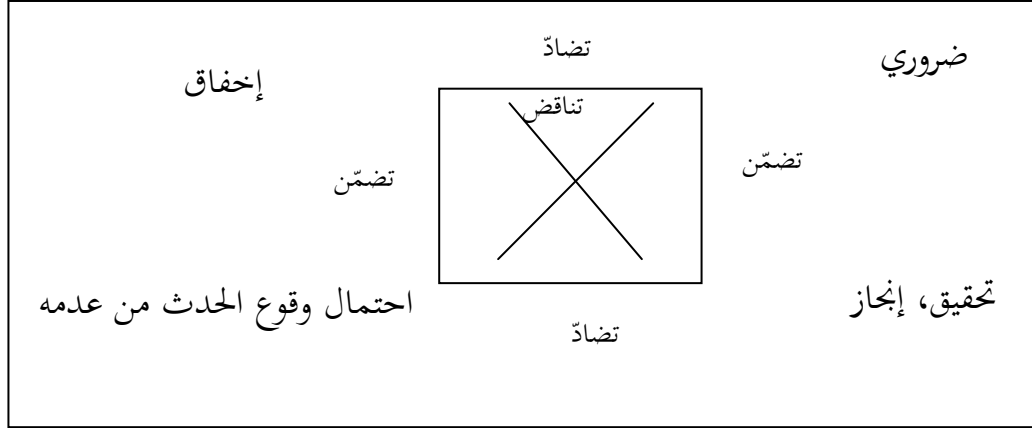 ضروري
تضادّ
إخفاق
تناقض
تضمّن
تضمّن
تحقيق، إنجاز
احتمال وقوع الحدث من عدمه
تضادّ